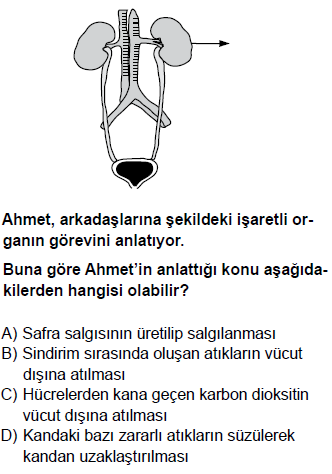 Ahmet, arkadaşlarına şekildeki işaretli or-
ganın görevini anlatıyor.
Buna göre Ahmet'in anlattığı konu aşağıda-
kilerden hangisi olabilir?
A) Safra salgısının üretilip salgılanması
B) Sindirim sırasında oluşan atıkların vücut
dışına atılması
C) Hücrelerden kana geçen karbon dioksitin
vücut dışına atılması
D) Kandaki bazı zararlı atıkların süzülerek
kandan uzaklaştırılması